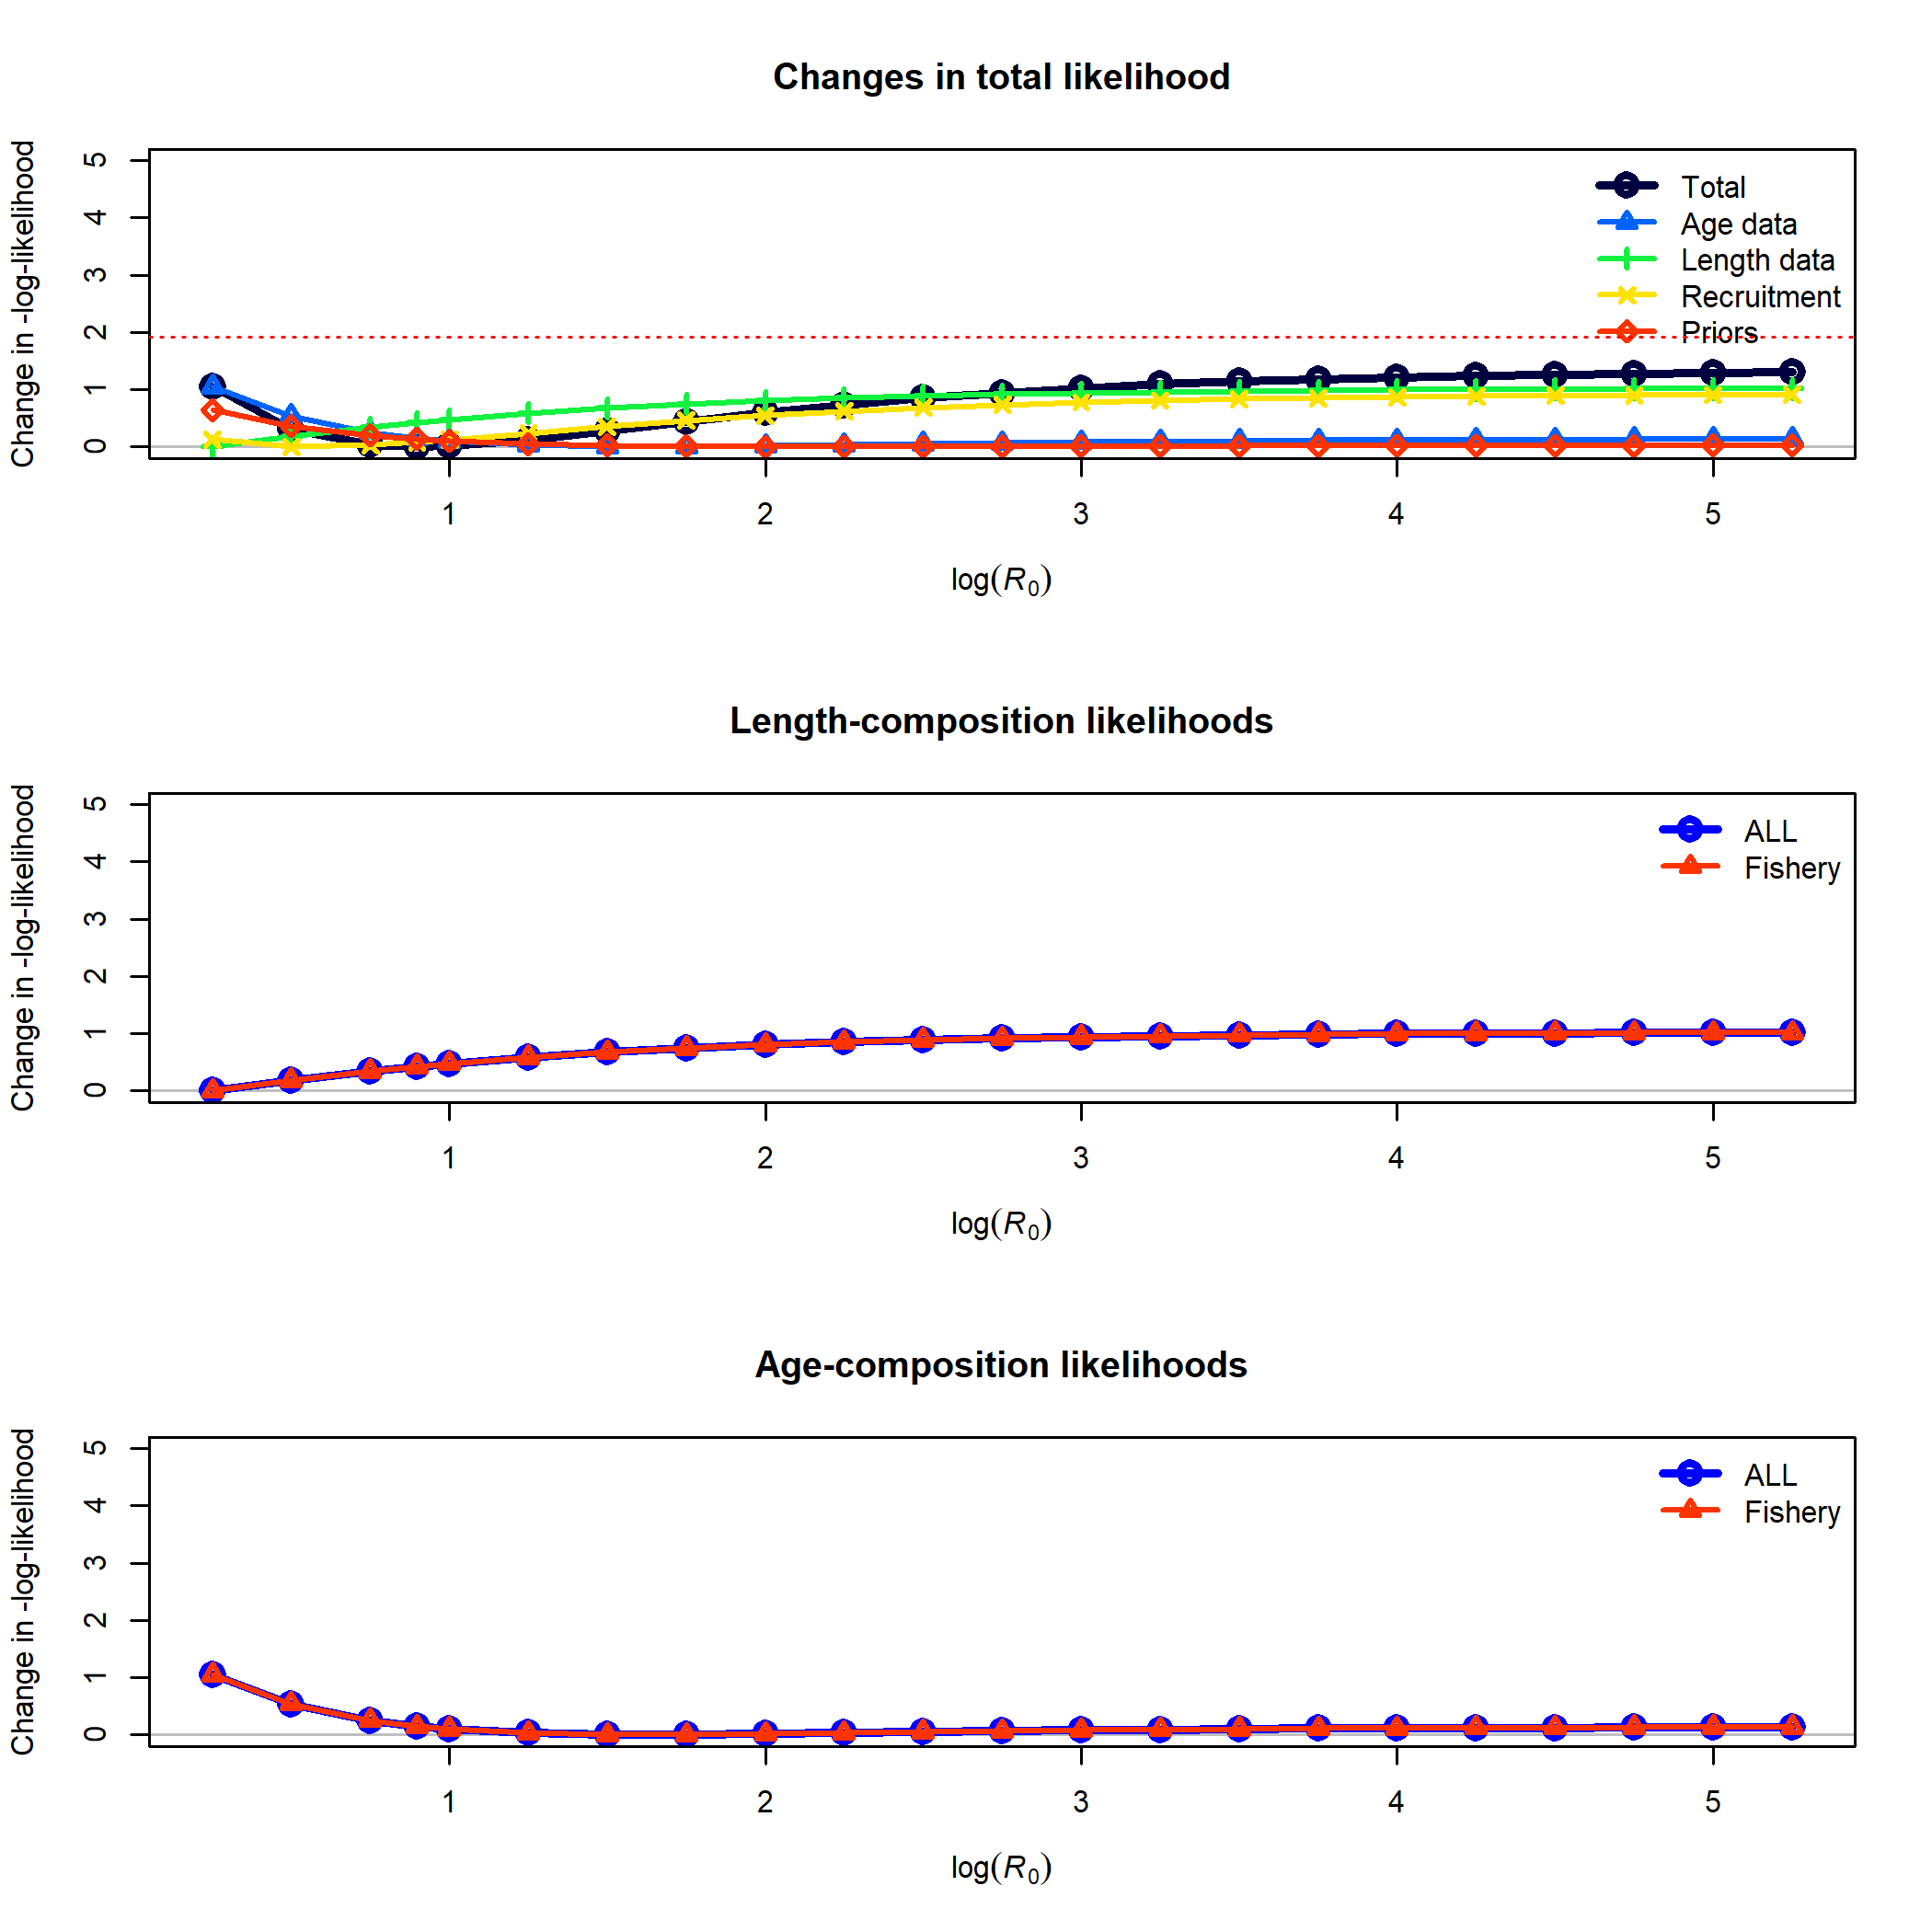 Changes in total likelihood
Change in -log-likelihood
5
4
3
2
1
0
Total
Age data
Length data
Recruitment
Priors
1 2 3 4 5
log(R0)
Length-composition likelihoods
Change in -log-likelihood
5
4
3
2
1
0
ALL
Fishery
1 2 3 4 5
log(R0)
Age-composition likelihoods
Change in -log-likelihood
5
4
3
2
1
0
ALL
Fishery
1 2 3 4 5
log(R0)